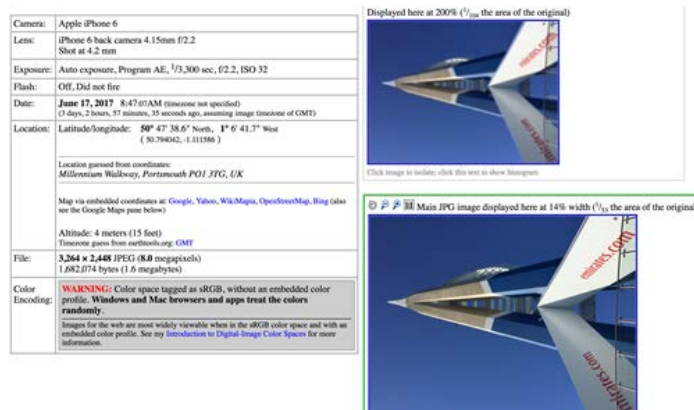 Camera: Apple iPhone 6
Lens: iPhone 6 back camera 4.15mm f/2.2
Shot at 4.2 mm
Exposure: Auto exposure, Program AE, 1/3,300 sec, f/2.2, ISO 32
Flash: Off, Did not fire
Date: June 17, 2017 8:47:07AM (timezone not specified)
(3 days, 2 hours, 57 minutes, 35 seconds ago, assuming image timezone of GMT)
Location: Latitude/longitude: 50° 47' 38.6" North, 1° 6' 41.7" West
( 50.794042, -1.111586 )
Location guessed from coordinates:
Millennium Walkway, Portsmouth PO1 3TG, UK
Map via embedded coordinates at: Google, Yahoo, WikiMapia, OpenStreetMap, Bing (also
see the Google Maps pane below)
Altitude: 4 meters (15 feet)
Timezone guess from earthtools.org: GMT
File: 3,264 × 2,448 JPEG (8.0 megapixels)
1,682,074 bytes (1.6 megabytes)
Color Encoding: WARNING: Color space tagged as sRGB, without an embedded color
profile. Windows and Mac browsers and apps treat the colors
randomly.
Images for the web are most widely viewable when in the sRGB color space and with an
embedded color profile. See my Introduction to Digital-Image Color Spaces for more
information.
Displayed here at 200% ( the area of the original)
emirates.com
emirates.com
Click image to isolate; click this text to show histogram
Main JPG image displayed here at 14% width (1/53 the area of the original
emirates.com
emirates.com